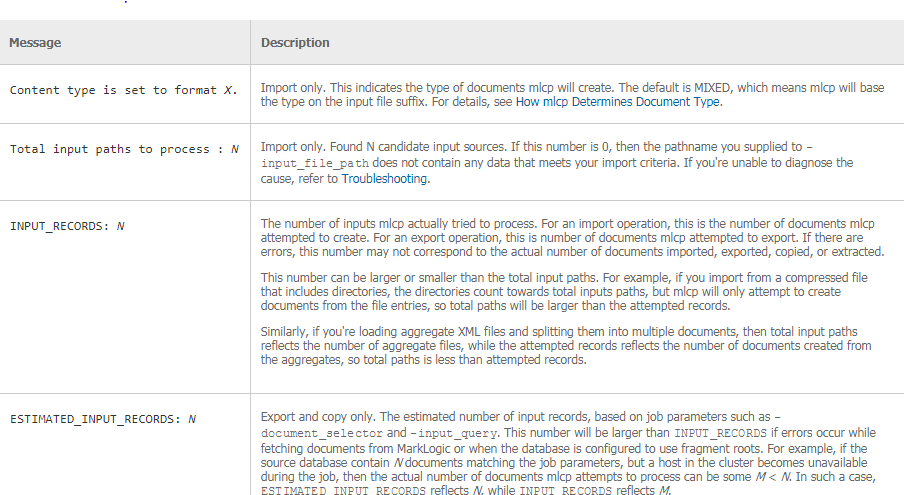 Message
Description
Content type is set to format X.
Import only. This indicates the type of documents mlcp will create. The default is MIXED, which means mlcp will base
the type on the input file suffix. For details, see How mlcp Determines Document Type.
Total input paths to process : N
Import only. Found N candidate input sources. If this number is 0, then the pathname you supplied to -
input_file_path does not contain any data that meets your import criteria. If you're unable to diagnose the
cause, refer to Troubleshooting.
INPUT_RECORDS: N
The number of inputs mlcp actually tried to process. For an import operation, this is the number of documents mlcp
attempted to create. For an export operation, this is number of documents mlcp attempted to export. If there are
errors, this number may not correspond to the actual number of documents imported, exported, copied, or extracted.
This number can be larger or smaller than the total input paths. For example, if you import from a compressed file
that includes directories, the directories count towards total inputs paths, but mlcp will only attempt to create
documents from the file entries, so total paths will be larger than the attempted records.
Similarly, if you're loading aggregate XML files and splitting them into multiple documents, then total input paths
reflects the number of aggregate files, while the attempted records reflects the number of documents created from
the aggregates, so total paths is less than attempted records.
ESTIMATED_INPUT_RECORDS: N
Export and copy only. The estimated number of input records, based on job parameters such as -
document_selector and -input_query. This number will be larger than INPUT_RECORDS if errors occur while
fetching documents from MarkLogic or when the database is configured to use fragment roots. For example, if the
source database contain N documents matching the job parameters, but a host in the cluster becomes unavailable
during the job, then the actual number of documents mlcp attempts to process can be some M < N. In such a case,
ESTIMATED_INPUT_RECORDS reflects N, while INPUT_RECORDS reflects M.